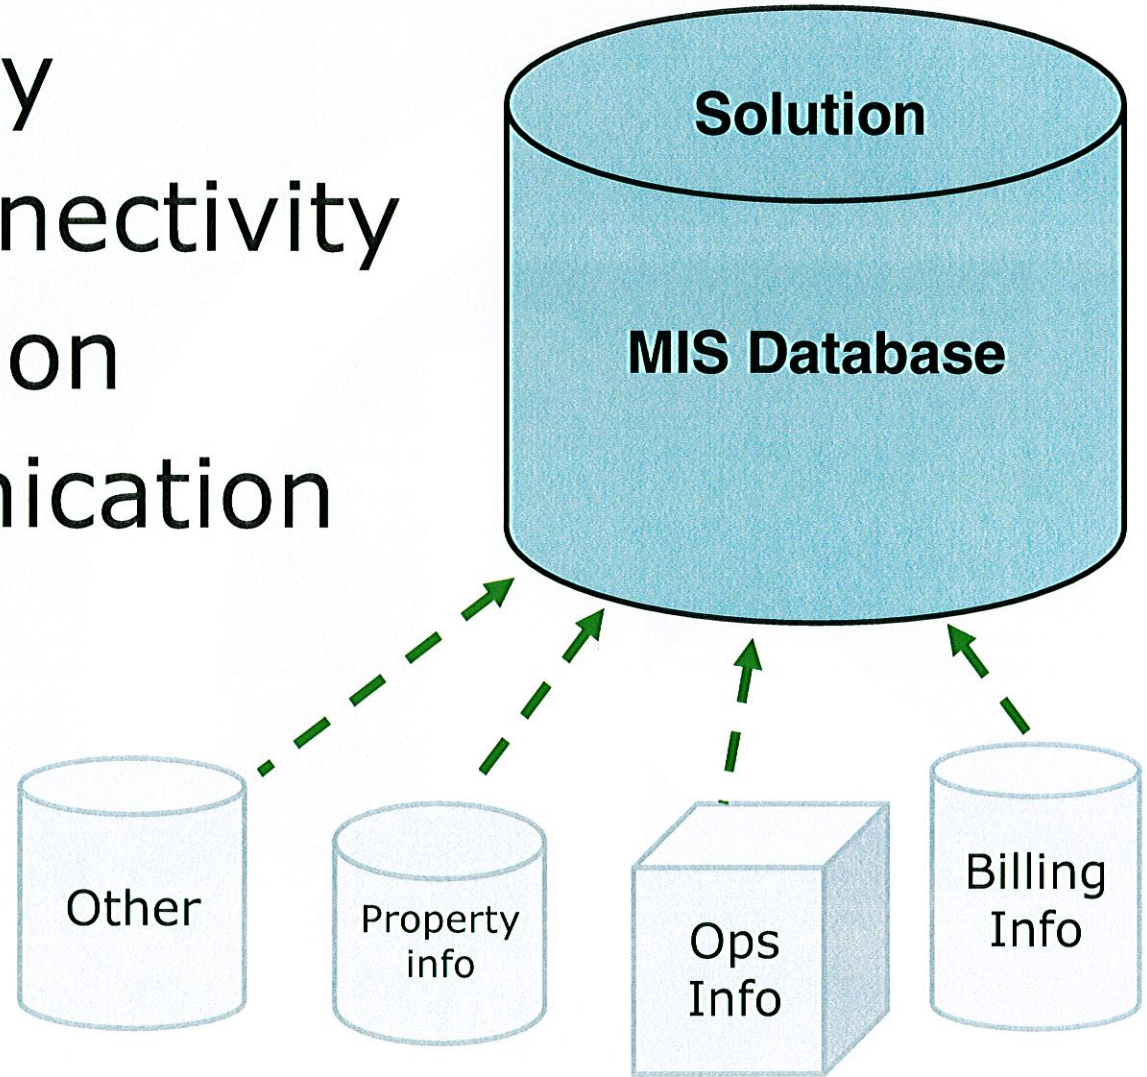 y
nectivity
on
nication
Solution
MIS Database
Other
Property
info
Ops
Info
Billing
Info